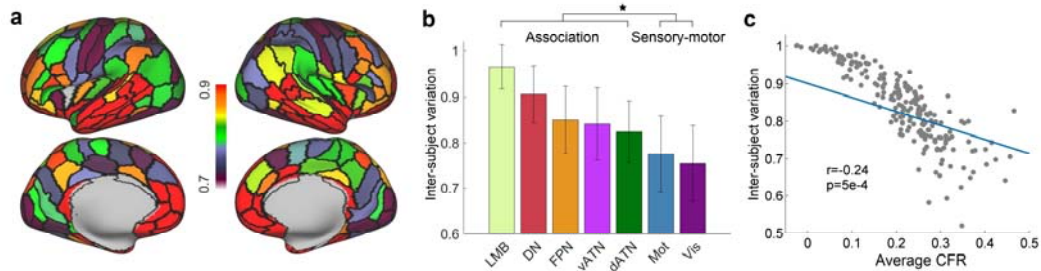 a
0.9
0.7
b
★
Association Sensory-motor
Inter-subject variation
1
0.9
0.8
0.7
0.6
LMB DN FPN vATN dATN Mot Vis
c
Inter-subject variation
1
0.9
0.8
0.7
0.6
0.5
r=-0.24
p=5e-4
0 0.1 0.2 0.3 0.4 0.5
Average CFR